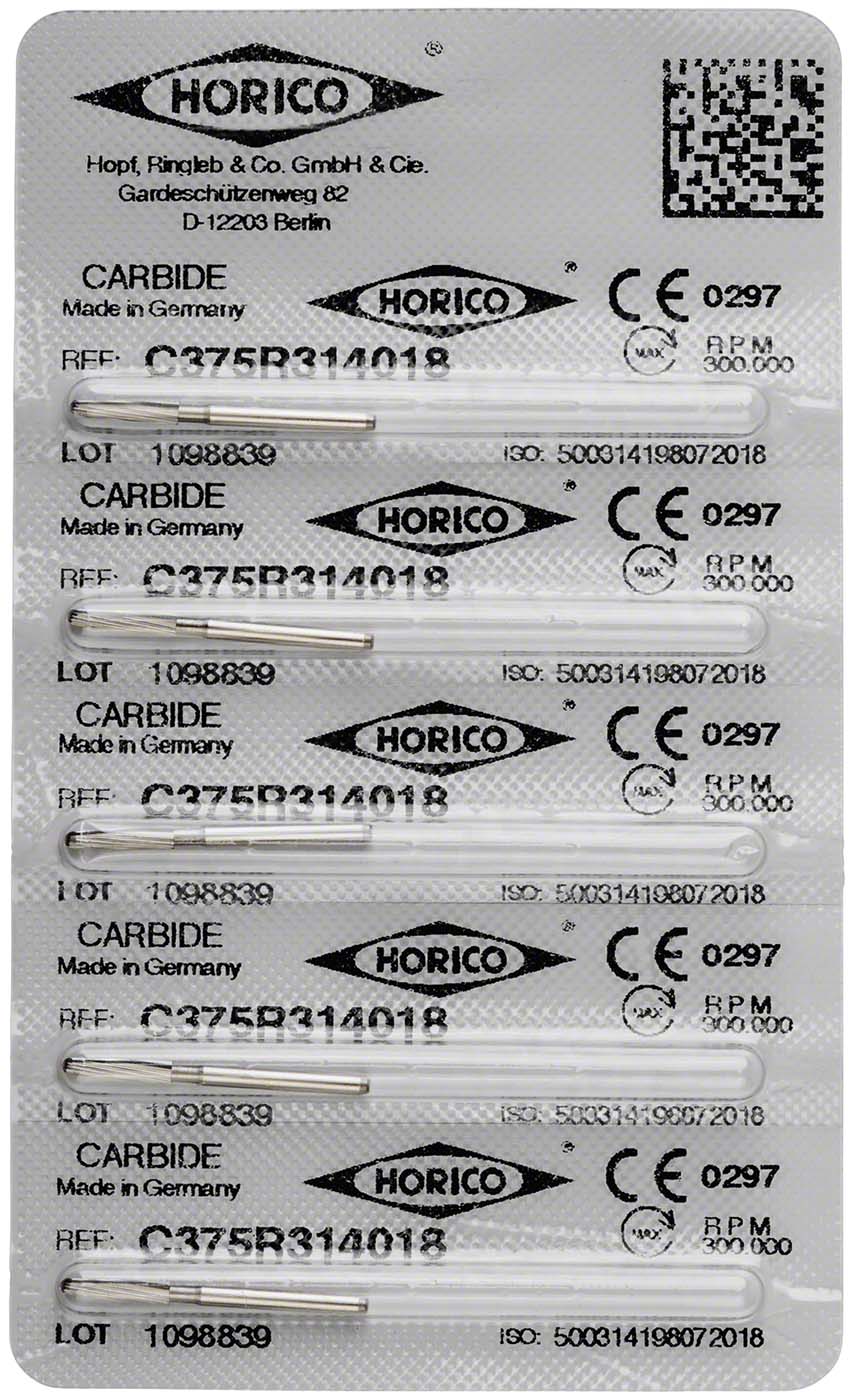 HORICO ®
Hopf, Ringleb & Co. GmbH & Cie.
Gardeschützenweg 82
D-12203 Berlin
CARBIDE HORICO ® CE 0297
Made in Germany
REF: C375R314018 MAX RPM
300.000
LOT 1098839 ISO: 500314198072018
CARBIDE HORICO ® CE 0297
Made in Germany
REF: C375R314018 MAX RPM
300.000
LOT 1098839 ISO: 500314198072018
CARBIDE HORICO ® CE 0297
Made in Germany
REF: C375R314018 MAX RPM
300.000
LOT 1098839 ISO: 500314198072018
CARBIDE HORICO ® CE 0297
Made in Germany
REF: C375R314018 MAX RPM
300.000
LOT 1098839 ISO: 500314198072018
CARBIDE HORICO ® CE 0297
Made in Germany
REF: C375R314018 MAX RPM
300.000
LOT 1098839 ISO: 500314198072018